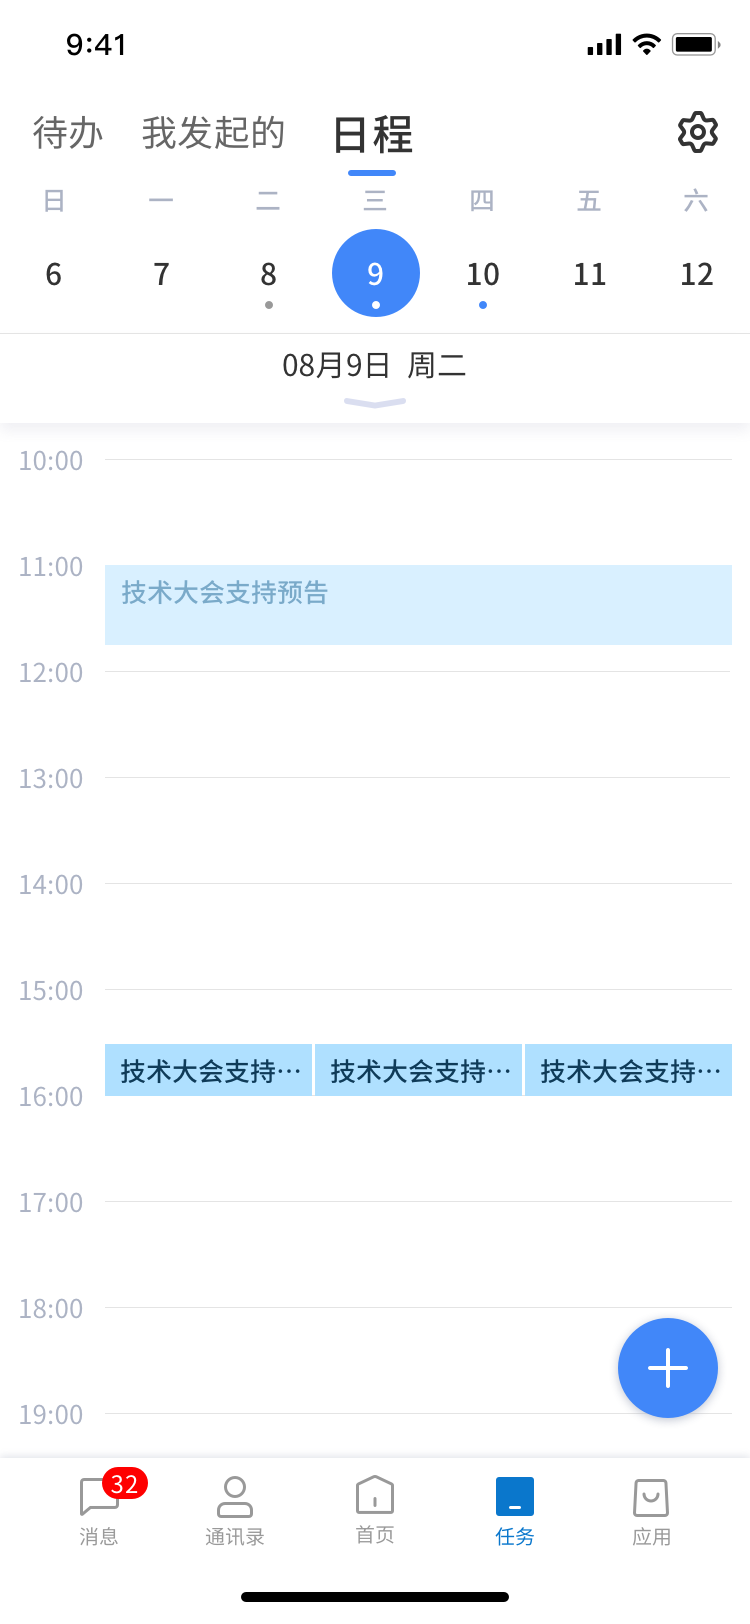 9:41
待办 我发起的 日程
日 一 二 三 四 五 六
6 7 8 9 10 11 12
08月9日 周二
10:00
11:00
技术大会支持预告
12:00
13:00
14:00
15:00
技术大会支持··· 技术大会支持··· 技术大会支持···
16:00
17:00
18:00
19:00
32
消息 通讯录 首页 任务 应用